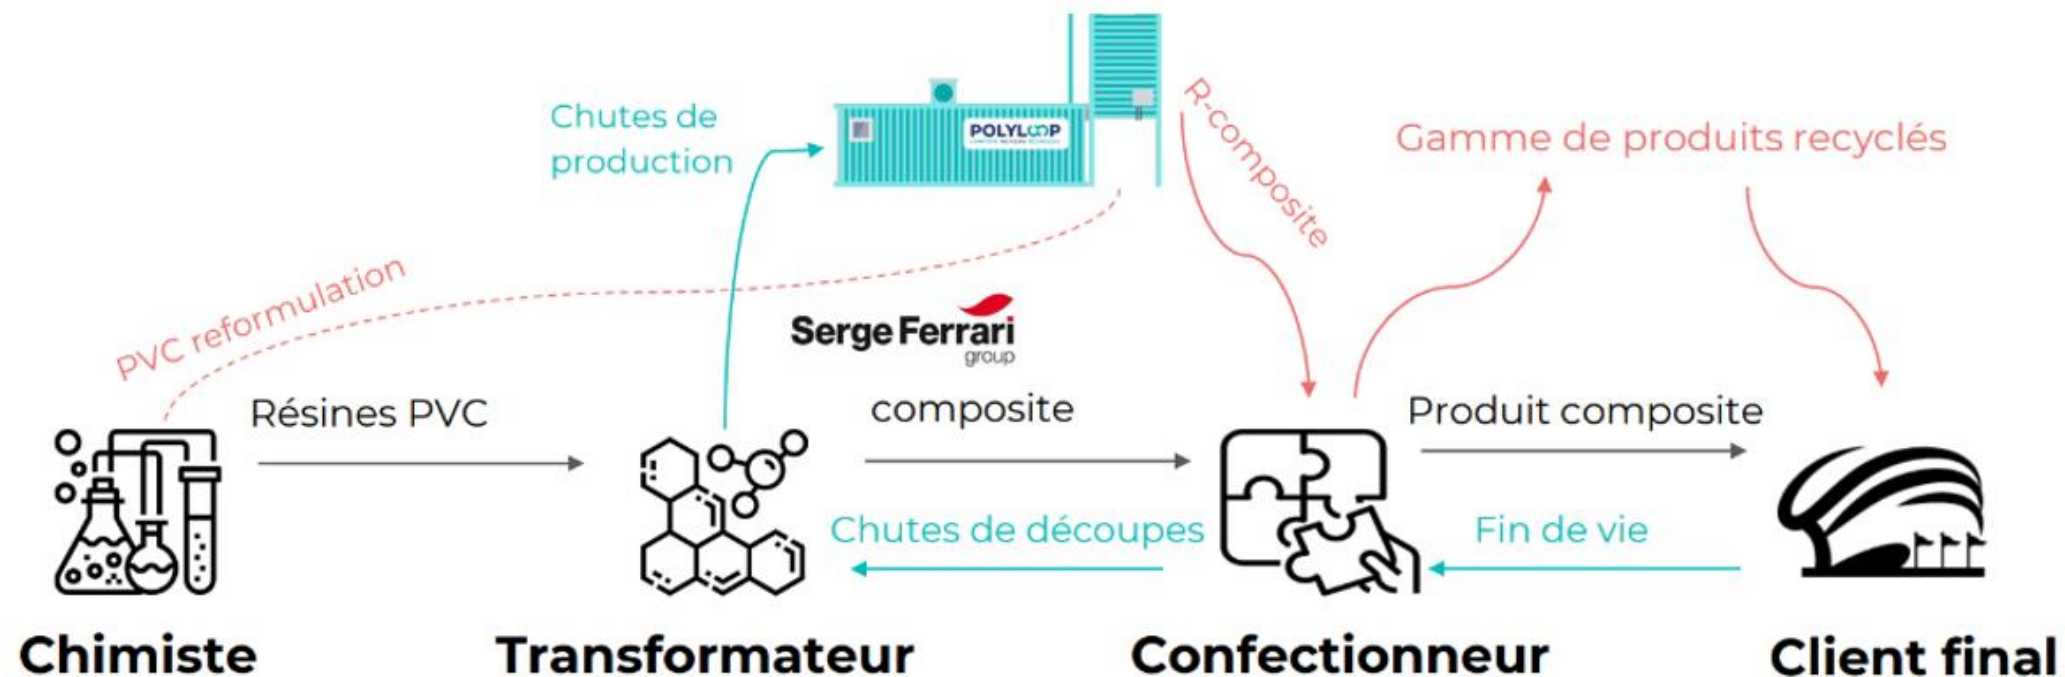 Chutes de
production
POLYLOOP
R-composite
Gamme de produits recyclés
PVC reformulation
Serge Ferrari
group
Résines PVC
composite
Produit composite
Chutes de découpes
Fin de vie
Chimiste
Transformateur
Confectionneur
Client final